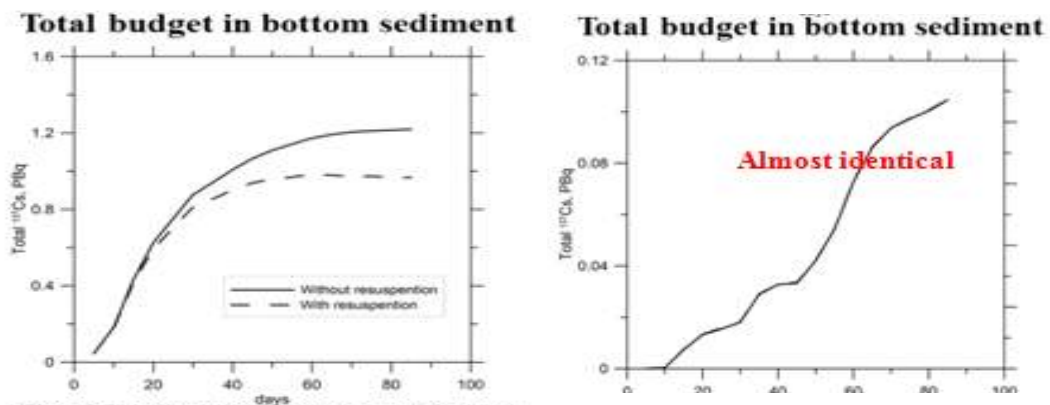 Total budget in bottom sediment
1.6
1.2
0.8
0.4
0
Total ¹³⁷Cs, PBq
Without resuspention
With resuspention
0 20 40 60 80 100
days
Total budget in bottom sediment
0.12
0.08
0.04
0
Total ¹³⁷Cs, PBq
Almost identical
0 20 40 60 80 100